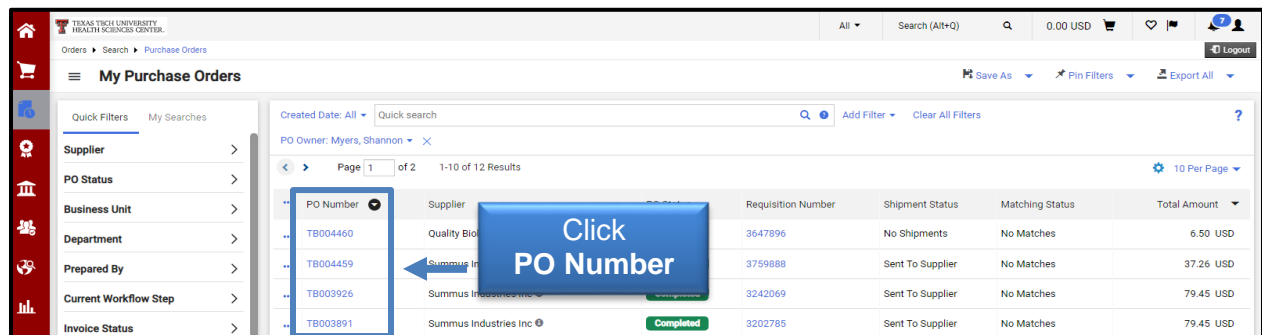 TEXAS TECH UNIVERSITY
HEALTH SCIENCES CENTER.
All Search (Alt+Q) 0.00 USD 7
Orders Search Purchase Orders Logout
My Purchase Orders Save As Pin Filters Export All
Quick Filters My Searches Created Date: All Quick search Add Filter Clear All Filters ?
PO Owner: Myers, Shannon
Supplier
Page 1 of 2 1-10 of 12 Results 10 Per Page
PO Status
Business Unit
PO Number Supplier Requisition Number Shipment Status Matching Status Total Amount
Department
TB004460 Quality 3647896 No Shipments No Matches 6.50 USD
Click
PO Number
Prepared By
TB004459 Summus 3759888 Sent To Supplier No Matches 37.26 USD
Current Workflow Step
TB003926 Summus Industries Inc Completed 3242069 Sent To Supplier No Matches 79.45 USD
Invoice Status
TB003891 Summus Industries Inc Completed 3202785 Sent To Supplier No Matches 79.45 USD